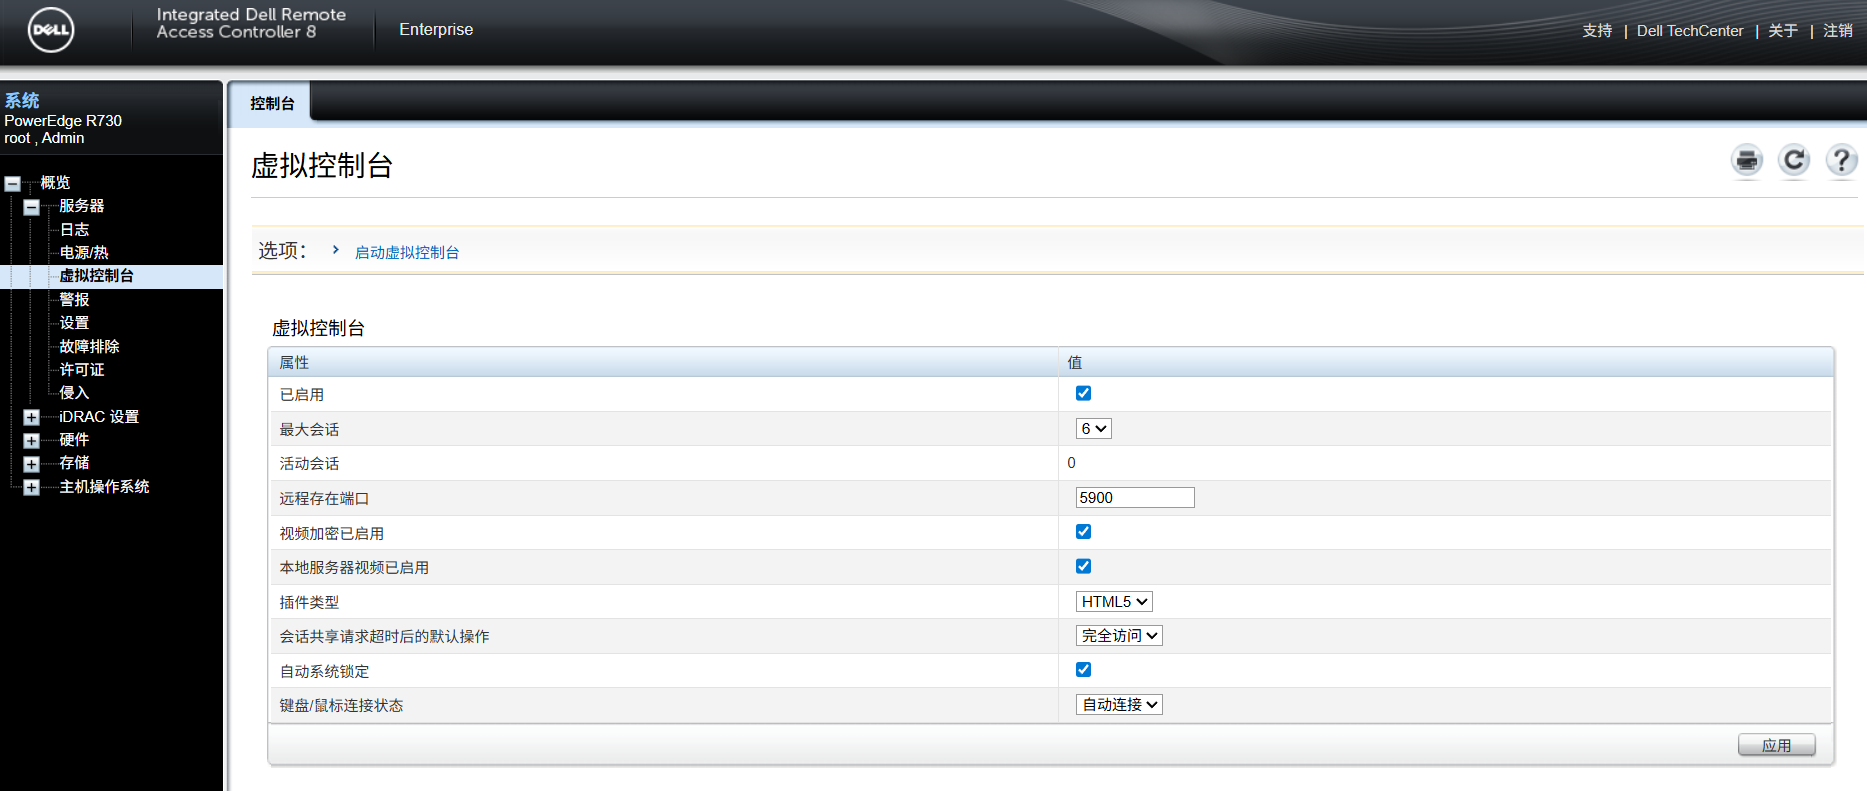 DELL
Integrated Dell Remote
Access Controller 8
Enterprise
支持 | Dell TechCenter | 关于 | 注销
系统
PowerEdge R730
root , Admin
概览
服务器
日志
电源/热
虚拟控制台
警报
设置
故障排除
许可证
侵入
iDRAC 设置
硬件
存储
主机操作系统
控制台
虚拟控制台
选项： 启动虚拟控制台
虚拟控制台
属性 值
已启用
最大会话 6
活动会话 0
远程存在端口 5900
视频加密已启用
本地服务器视频已启用
插件类型 HTML5
会话共享请求超时后的默认操作 完全访问
自动系统锁定
键盘/鼠标连接状态 自动连接
应用